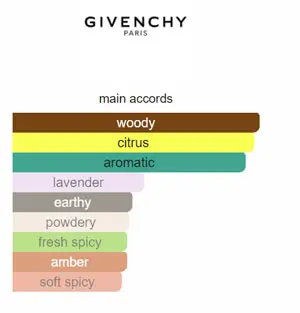 GIVENCHY
PARIS
main accords
woody
citrus
aromatic
lavender
earthy
powdery
fresh spicy
amber
soft spicy